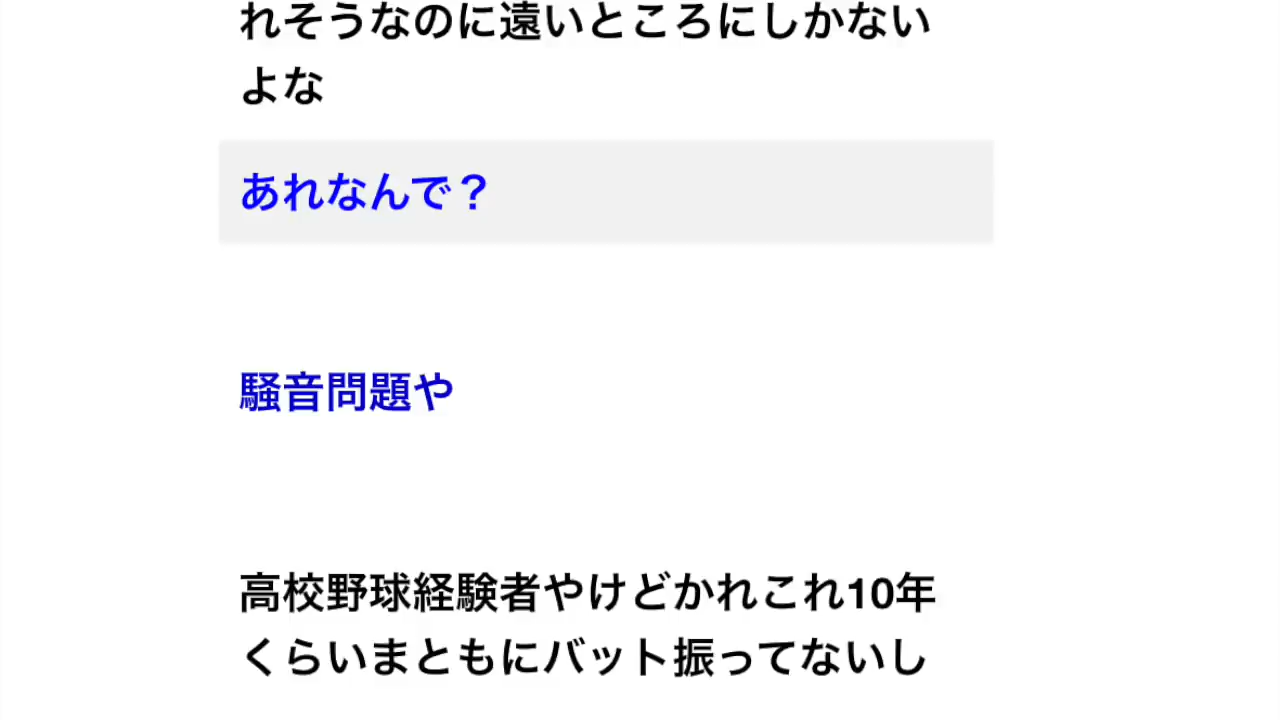 れそうなのに遠いところにしかない
よな
あれなんで？
騒音問題や
高校野球経験者やけどかれこれ10年
くらいまともにバット振ってないし